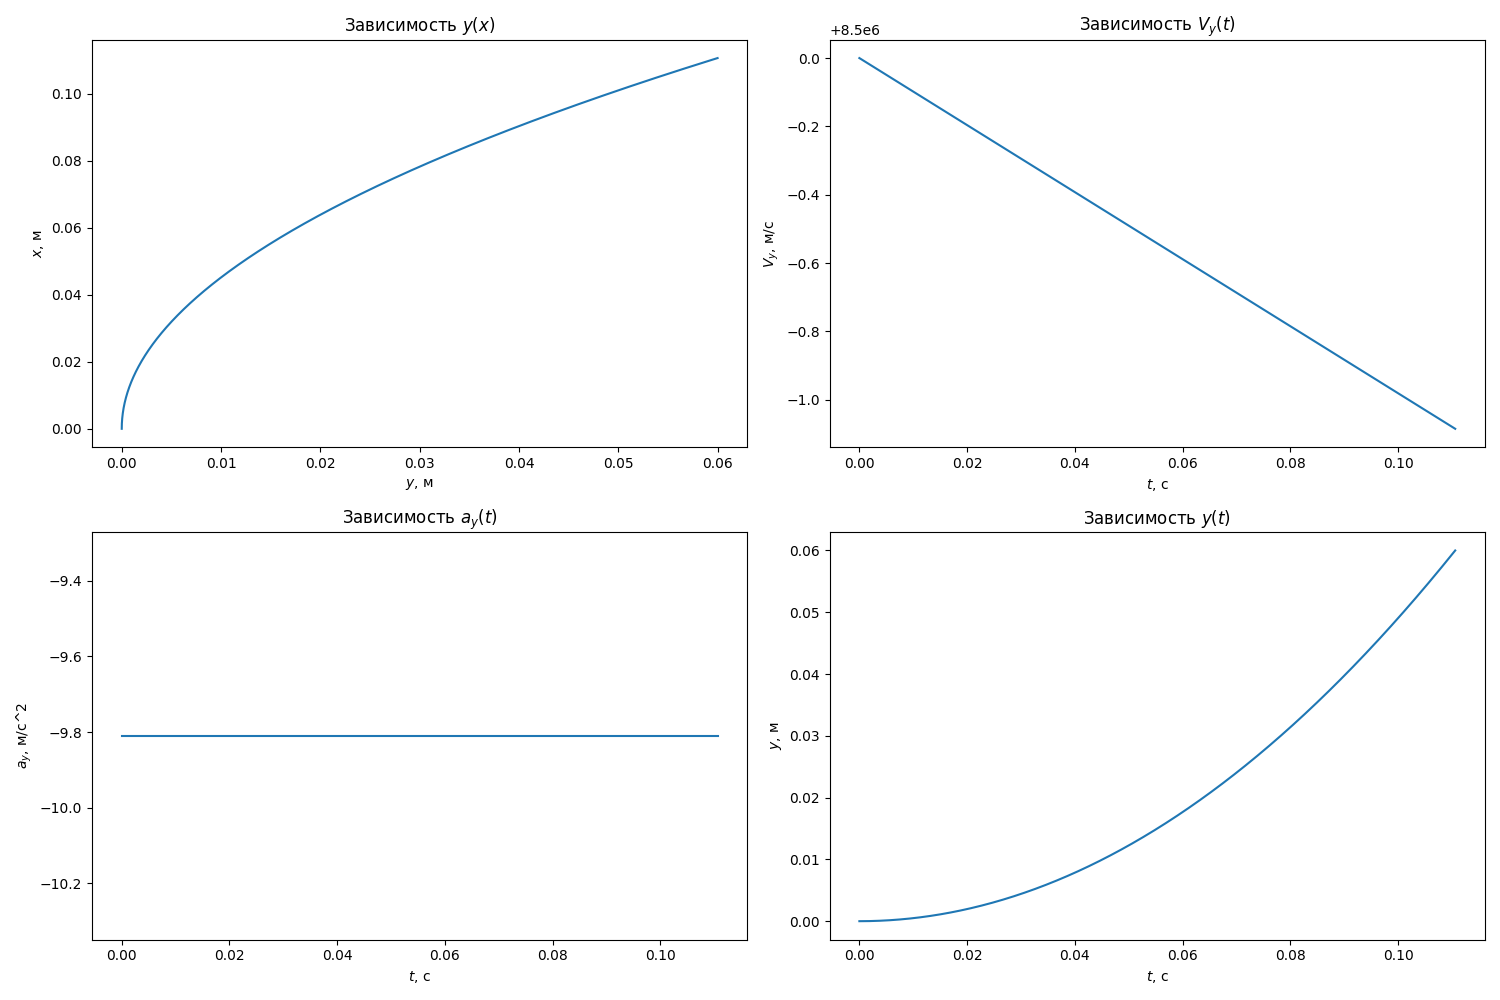 Зависимость y(x)
0.10
0.08
0.06
0.04
0.02
0.00
x, м
0.00 0.01 0.02 0.03 0.04 0.05 0.06
y, м
Зависимость V_y(t)
+8.5e6
0.0
−0.2
−0.4
−0.6
−0.8
−1.0
V_y, м/с
0.00 0.02 0.04 0.06 0.08 0.10
t, с
Зависимость a_y(t)
−9.4
−9.6
−9.8
−10.0
−10.2
a_y, м/с^2
0.00 0.02 0.04 0.06 0.08 0.10
t, с
Зависимость y(t)
0.06
0.05
0.04
0.03
0.02
0.01
0.00
y, м
0.00 0.02 0.04 0.06 0.08 0.10
t, с